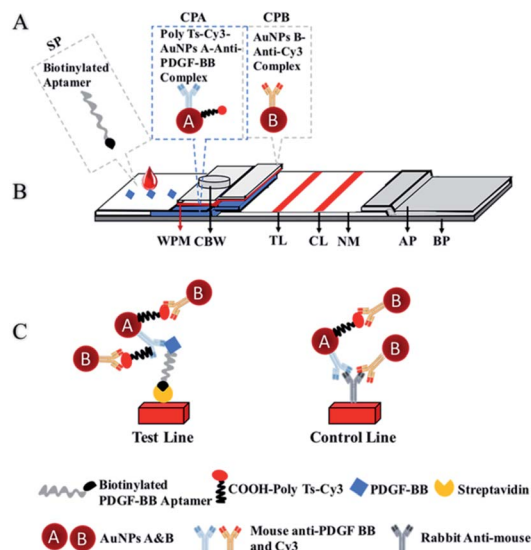 A
SP
Biotinylated
Aptamer
CPA
Poly Ts-Cy3-
AuNPs A-Anti-
PDGF-BB
Complex
A
CPB
AuNPs B-
Anti-Cy3
Complex
B
B
WPM CBW TL CL NM AP BP
C
A
B
B
Test Line
A
B
B
Control Line
Biotinylated
PDGF-BB Aptamer
COOH-Poly Ts-Cy3
PDGF-BB
Streptavidin
A B AuNPs A&B
Mouse anti-PDGF BB
and Cy3
Rabbit Anti-mouse